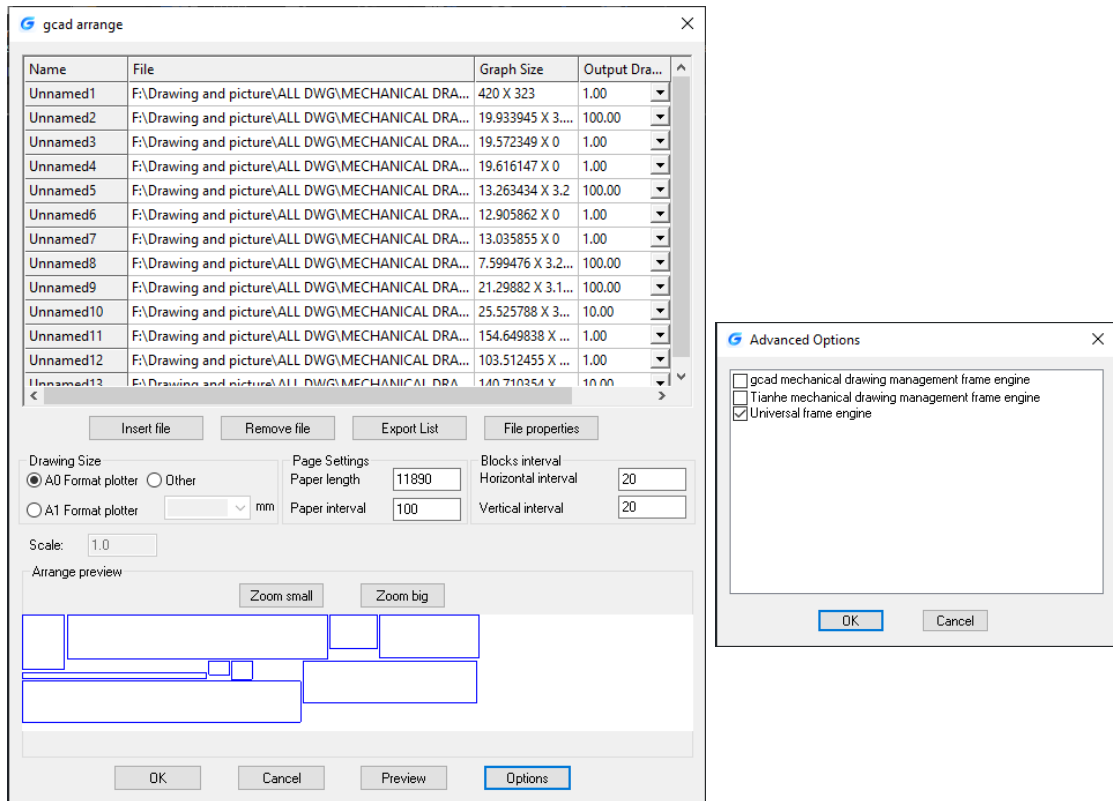 gcad arrange
Name File Graph Size Output Dra...
Unnamed1 F:\Drawing and picture\ALL DWG\MECHANICAL DRA... 420 X 323 1.00
Unnamed2 F:\Drawing and picture\ALL DWG\MECHANICAL DRA... 19.933945 X 3.... 100.00
Unnamed3 F:\Drawing and picture\ALL DWG\MECHANICAL DRA... 19.572349 X 0 1.00
Unnamed4 F:\Drawing and picture\ALL DWG\MECHANICAL DRA... 19.616147 X 0 1.00
Unnamed5 F:\Drawing and picture\ALL DWG\MECHANICAL DRA... 13.263434 X 3.2 100.00
Unnamed6 F:\Drawing and picture\ALL DWG\MECHANICAL DRA... 12.905862 X 0 1.00
Unnamed7 F:\Drawing and picture\ALL DWG\MECHANICAL DRA... 13.035855 X 0 1.00
Unnamed8 F:\Drawing and picture\ALL DWG\MECHANICAL DRA... 7.599476 X 3.2... 100.00
Unnamed9 F:\Drawing and picture\ALL DWG\MECHANICAL DRA... 21.29882 X 3.1... 100.00
Unnamed10 F:\Drawing and picture\ALL DWG\MECHANICAL DRA... 25.525788 X 3... 10.00
Unnamed11 F:\Drawing and picture\ALL DWG\MECHANICAL DRA... 154.649838 X ... 1.00
Unnamed12 F:\Drawing and picture\ALL DWG\MECHANICAL DRA... 103.512455 X ... 1.00
Unnamed13 F:\Drawing and picture\ALL DWG\MECHANICAL DRA... 140.710354 X 10.00
Insert file Remove file Export List File properties
Drawing Size Page Settings Blocks interval
A0 Format plotter Other Paper length 11890 Horizontal interval 20
A1 Format plotter mm Paper interval 100 Vertical interval 20
Scale: 1.0
Arrange preview
Zoom small Zoom big
OK Cancel Preview Options
Advanced Options
gcad mechanical drawing management frame engine
Tianhe mechanical drawing management frame engine
Universal frame engine
OK Cancel